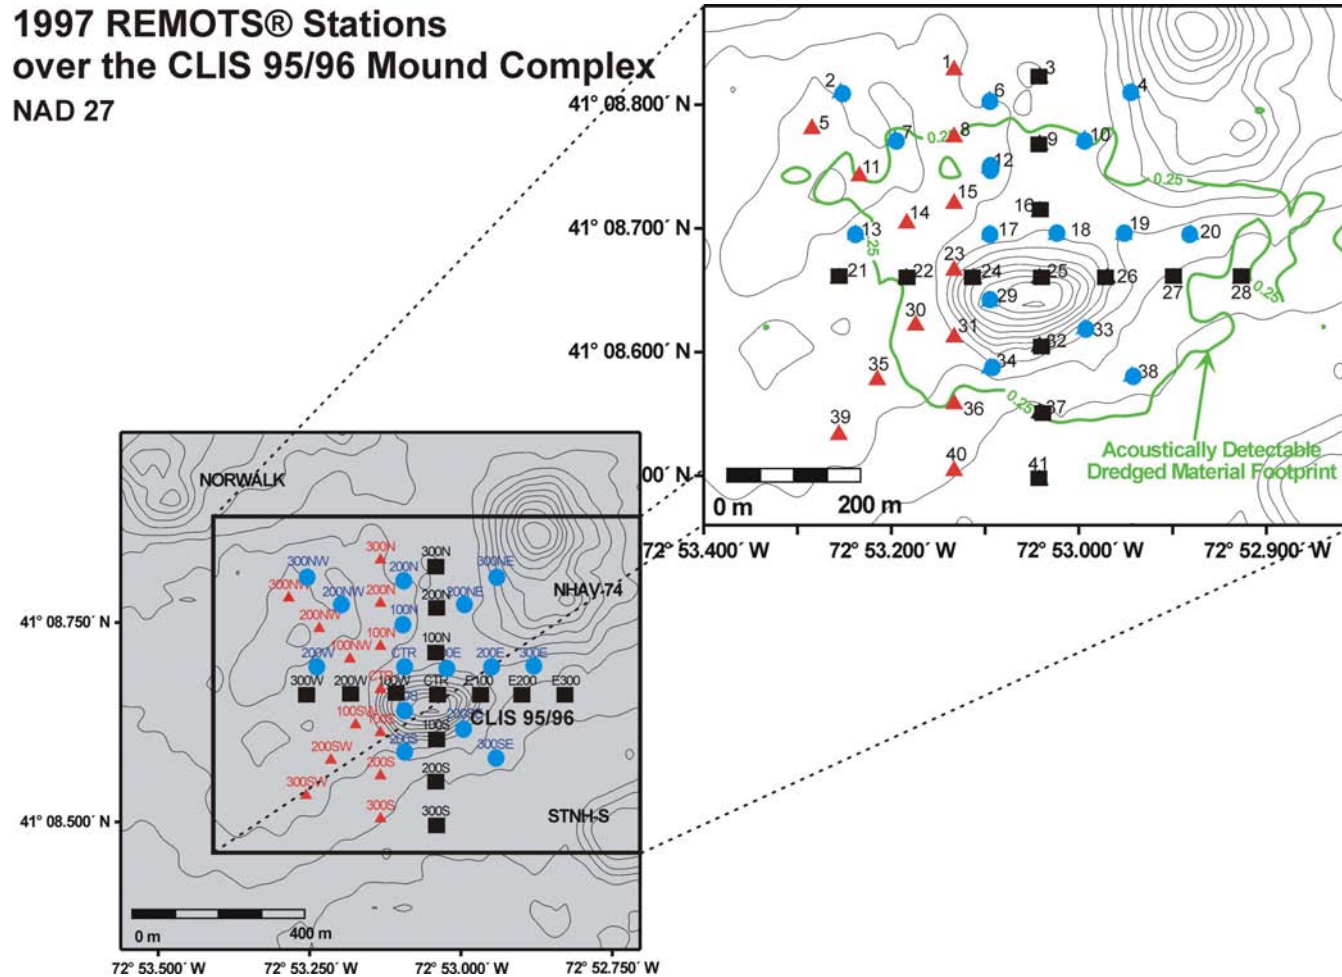 1997 REMOTS® Stations
over the CLIS 95/96 Mound Complex
NAD 27
41° 08.800´ N
41° 08.700´ N
41° 08.600´ N
00´ N
1
2
3
4
5
6
7
8
9
10
11
12
13
14
15
16
17
18
19
20
21
22
23
24
25
26
27
28
29
30
31
32
33
34
35
36
37
38
39
40
41
0.25
0.25
.25
0.25
0.25
Acoustically Detectable
Dredged Material Footprint
0 m 200 m
72° 53.400´ W 72° 53.200´ W 72° 53.000´ W 72° 52.900´ W
NORWALK
NHAV-74
CLIS 95/96
STNH-S
300N
300N
300NW
200N
300NE
300NW
200NW
200N
200N
200NE
200NW
100N
100N
100N
100NW
200W
CTR
200E
300E
CTR
300W
200W
100W
CTR
E100
E200
E300
100SW
100S
100S
200SW
200S
300SE
300SW
200S
200S
300S
300S
41° 08.750´ N
41° 08.500´ N
0 m 400 m
72° 53.500´ W 72° 53.250´ W 72° 53.000´ W 72° 52.750´ W